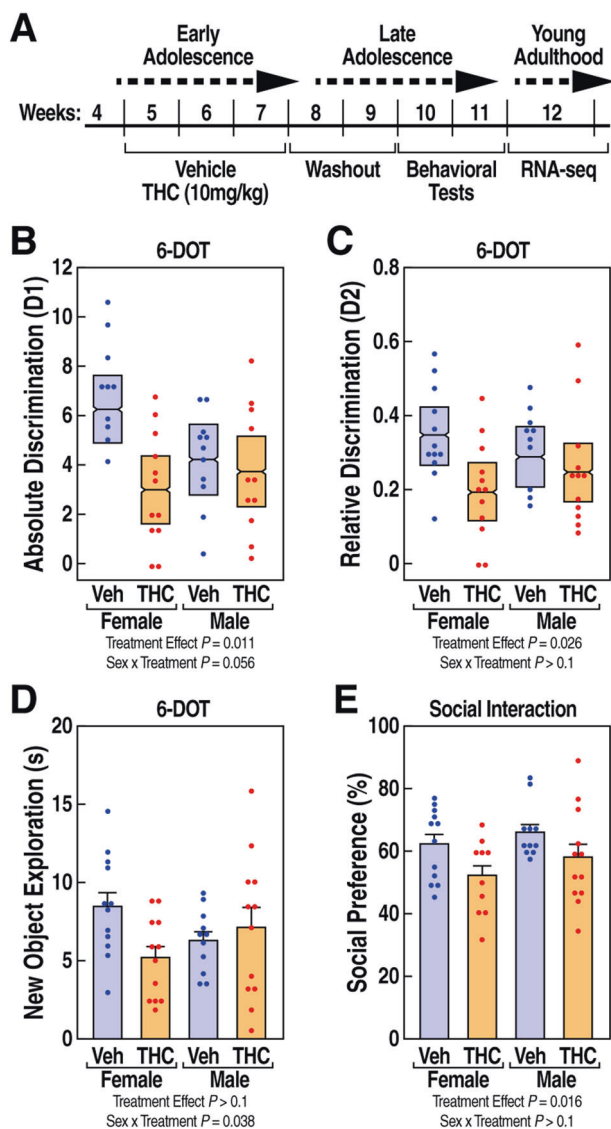 A
Early Adolescence
Late Adolescence
Young Adulthood
Weeks: 4 5 6 7 8 9 10 11 12
Vehicle
THC (10mg/kg)
Washout
Behavioral
Tests
RNA-seq
B
6-DOT
Absolute Discrimination (D1)
12
10
8
6
4
2
0
Veh THC Veh THC
Female Male
Treatment Effect P = 0.011
Sex x Treatment P = 0.056
C
6-DOT
Relative Discrimination (D2)
0.8
0.6
0.4
0.2
0
Veh THC Veh THC
Female Male
Treatment Effect P = 0.026
Sex x Treatment P > 0.1
D
6-DOT
New Object Exploration (s)
20
15
10
5
0
Veh THC Veh THC
Female Male
Treatment Effect P > 0.1
Sex x Treatment P = 0.038
E
Social Interaction
Social Preference (%)
100
80
60
40
20
0
Veh THC Veh THC
Female Male
Treatment Effect P = 0.016
Sex x Treatment P > 0.1